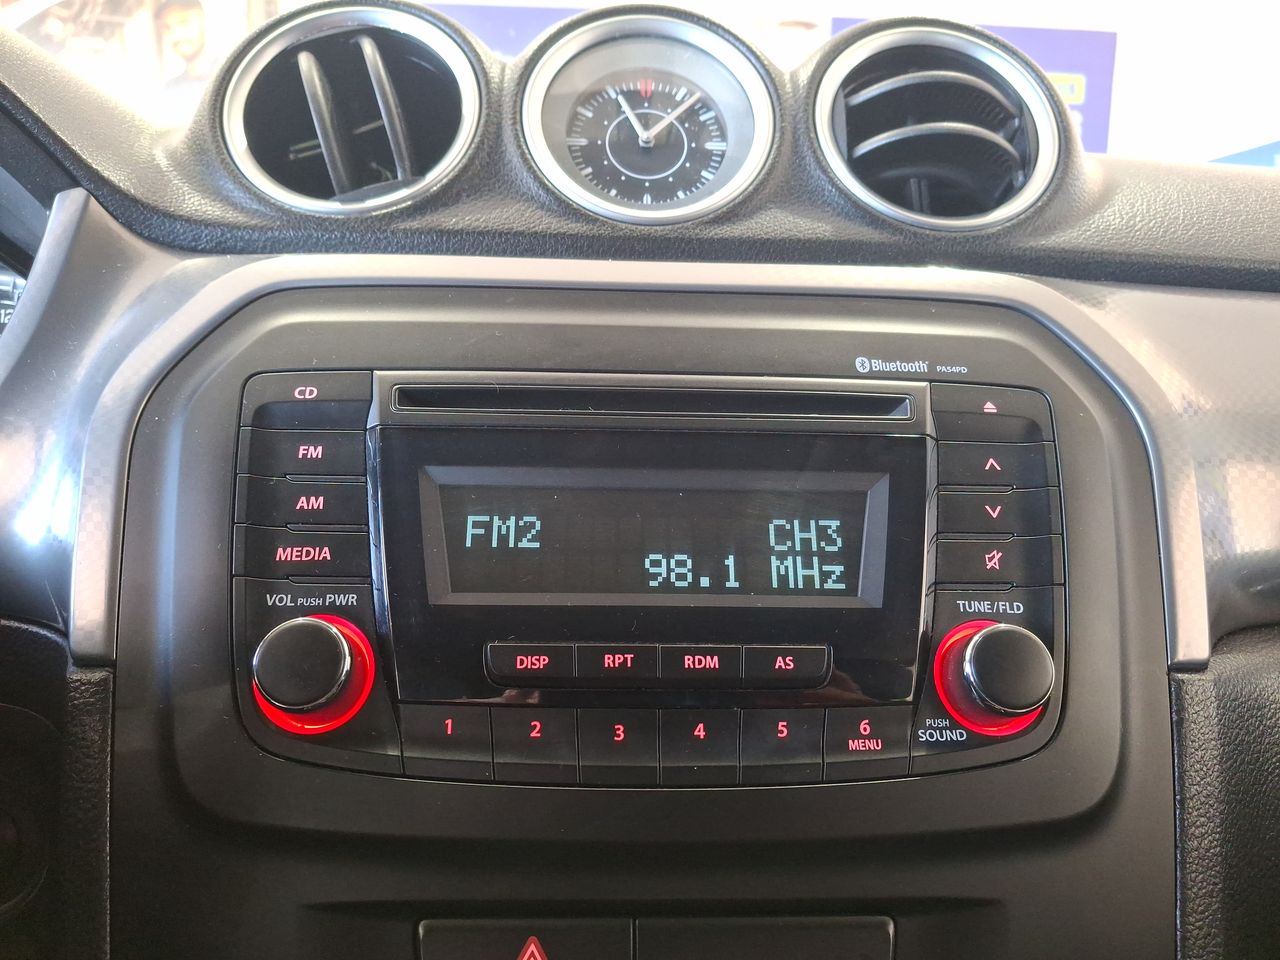 Bluetooth PA54PD
CD
FM
AM
MEDIA
VOL PUSH PWR
FM2 CH3
98.1 MHz
TUNE/FLD
DISP RPT RDM AS
1 2 3 4 5 6
MENU
PUSH
SOUND
12